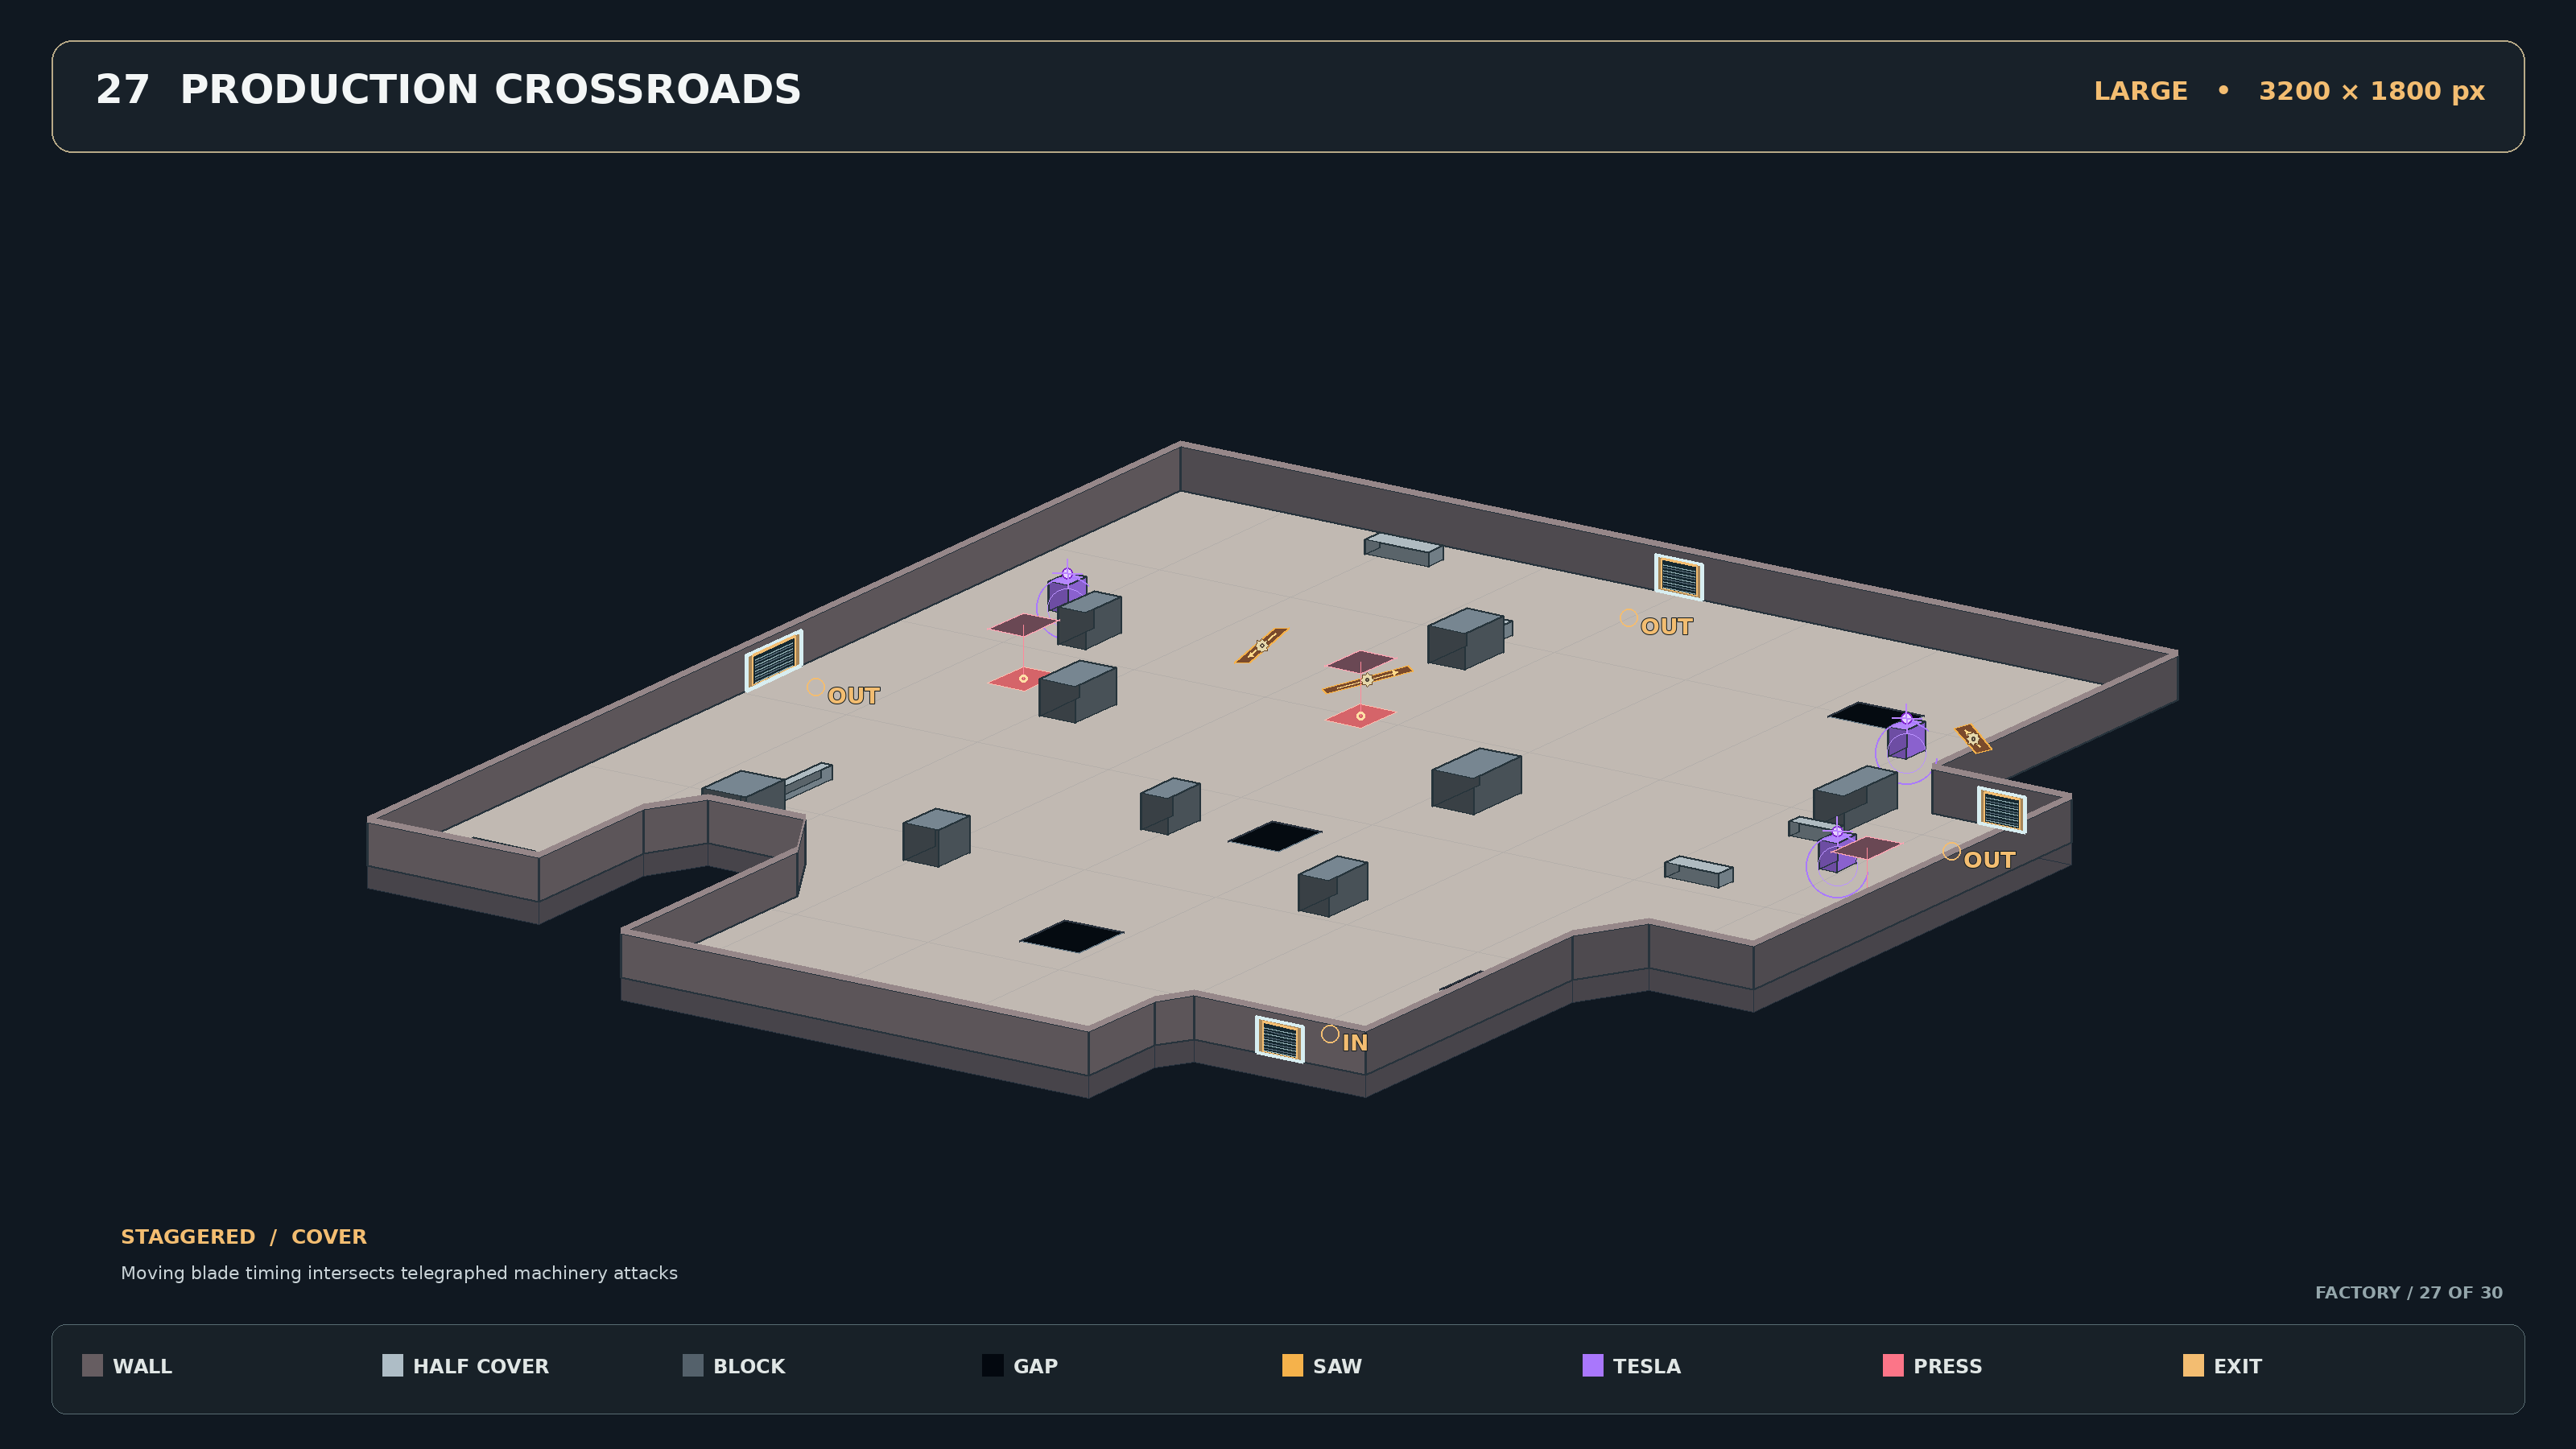 27 PRODUCTION CROSSROADS
LARGE • 3200 × 1800 px
OUT
OUT
OUT
IN
STAGGERED / COVER
Moving blade timing intersects telegraphed machinery attacks
FACTORY / 27 OF 30
WALL
HALF COVER
BLOCK
GAP
SAW
TESLA
PRESS
EXIT